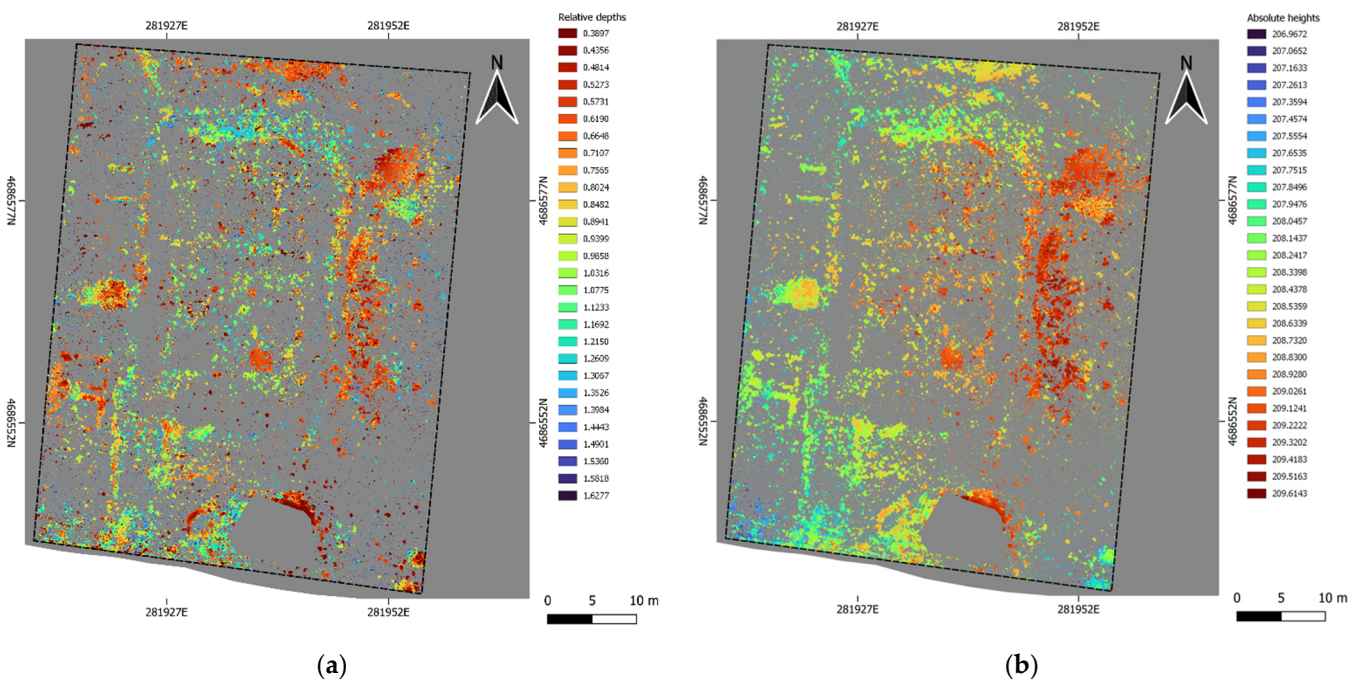 281927E
281952E
N
4686577N
4686552N
4686577N
4686552N
281927E
281952E
Relative depths
0.3897
0.4356
0.4814
0.5273
0.5731
0.6190
0.6648
0.7107
0.7565
0.8024
0.8482
0.8941
0.9399
0.9858
1.0316
1.0775
1.1233
1.1692
1.2150
1.2609
1.3067
1.3526
1.3984
1.4443
1.4901
1.5360
1.5818
1.6277
0 5 10 m
(a)
281927E
281952E
N
4686577N
4686552N
4686577N
4686552N
281927E
281952E
Absolute heights
206.9672
207.0652
207.1633
207.2613
207.3594
207.4574
207.5554
207.6535
207.7515
207.8496
207.9476
208.0457
208.1437
208.2417
208.3398
208.4378
208.5359
208.6339
208.7320
208.8300
208.9280
209.0261
209.1241
209.2222
209.3202
209.4183
209.5163
209.6143
0 5 10 m
(b)